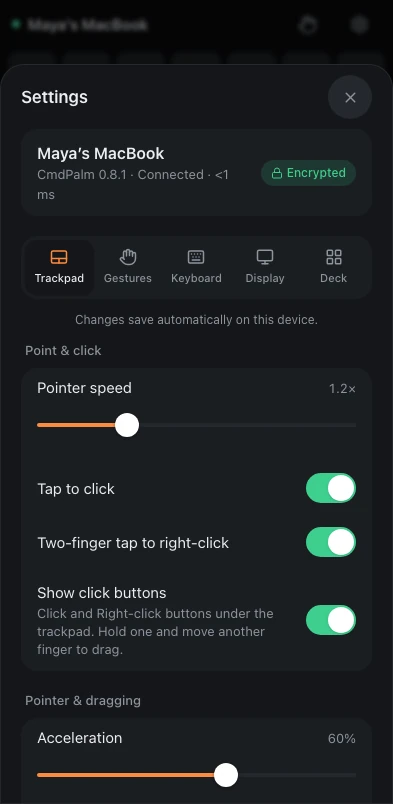 Maya's MacBook
Settings
Maya’s MacBook
CmdPalm 0.8.1 · Connected · <1
ms
Encrypted
Trackpad
Gestures
Keyboard
Display
Deck
Changes save automatically on this device.
Point & click
Pointer speed
1.2×
Tap to click
Two-finger tap to right-click
Show click buttons
Click and Right-click buttons under the
trackpad. Hold one and move another
finger to drag.
Pointer & dragging
Acceleration
60%